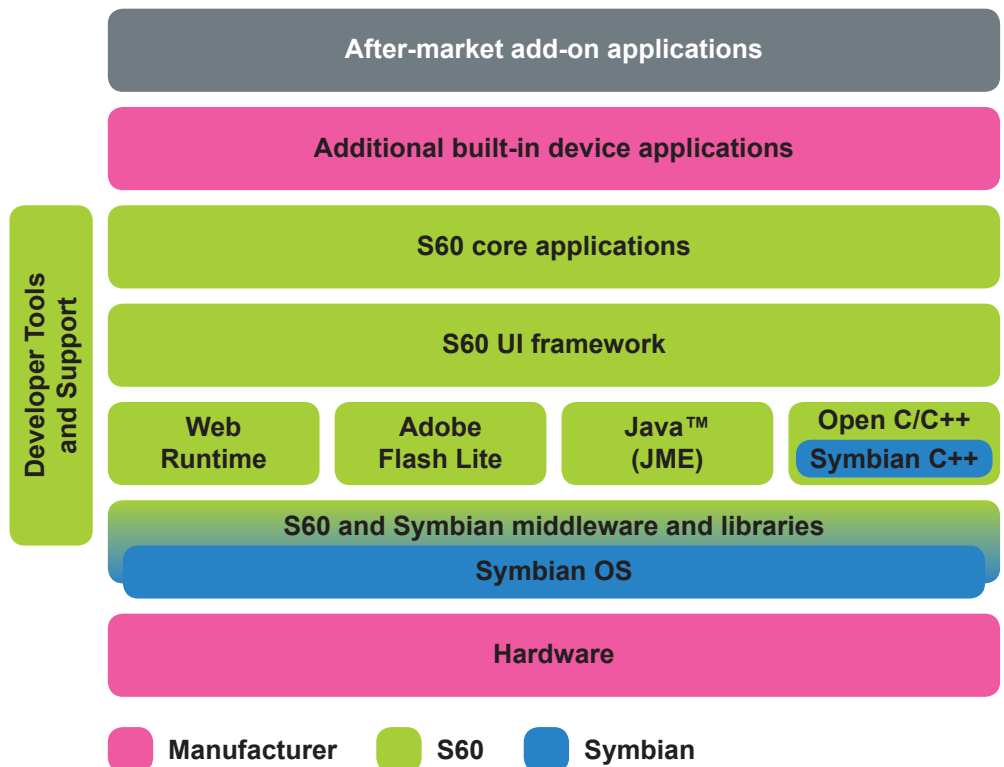 After-market add-on applications
Additional built-in device applications
Developer Tools
and Support
S60 core applications
S60 UI framework
Web
Runtime
Adobe
Flash Lite
Java™
(JME)
Open C/C++
Symbian C++
S60 and Symbian middleware and libraries
Symbian OS
Hardware
Manufacturer
S60
Symbian